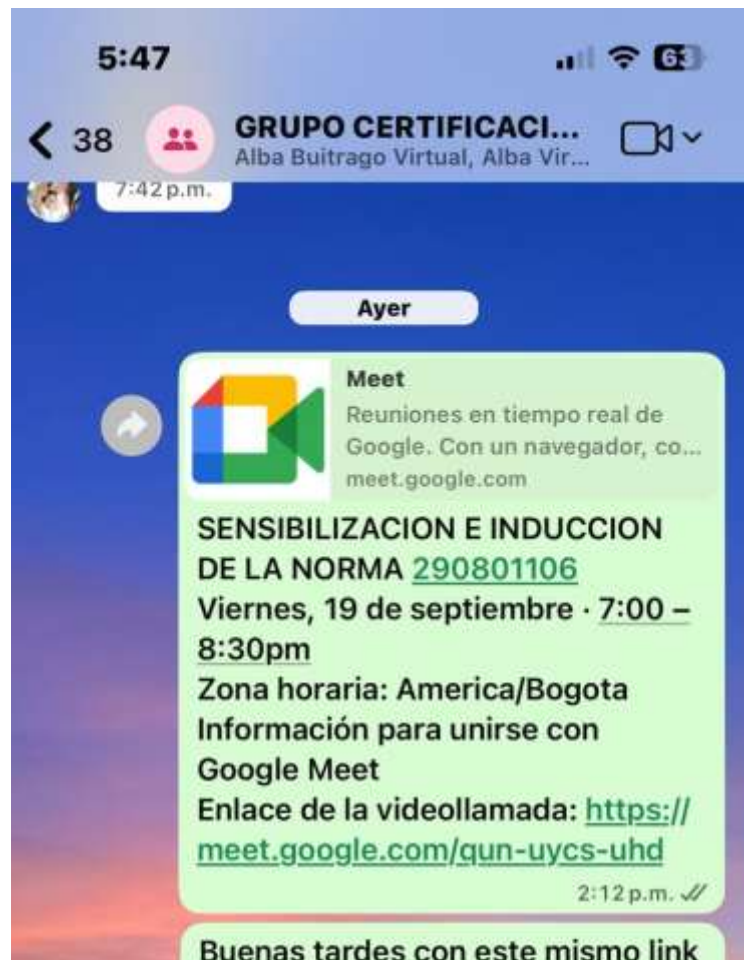 5:47
63
38
GRUPO CERTIFICACI...
Alba Buitrago Virtual, Alba Vir...
7:42 p.m.
Ayer
Meet
Reuniones en tiempo real de
Google. Con un navegador, co...
meet.google.com
SENSIBILIZACION E INDUCCION
DE LA NORMA 290801106
Viernes, 19 de septiembre · 7:00 –
8:30pm
Zona horaria: America/Bogota
Información para unirse con
Google Meet
Enlace de la videollamada: https://
meet.google.com/qun-uycs-uhd
2:12 p.m.
Buenas tardes con este mismo link